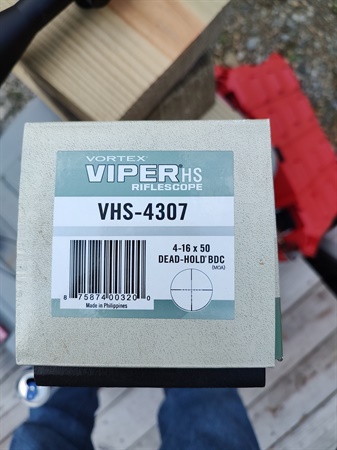 VORTEX®
VIPER® HS
RIFLESCOPE
VHS-4307
4-16 x 50
DEAD-HOLD® BDC
(MOA)
8 75874 00320 0
Made in Philippines